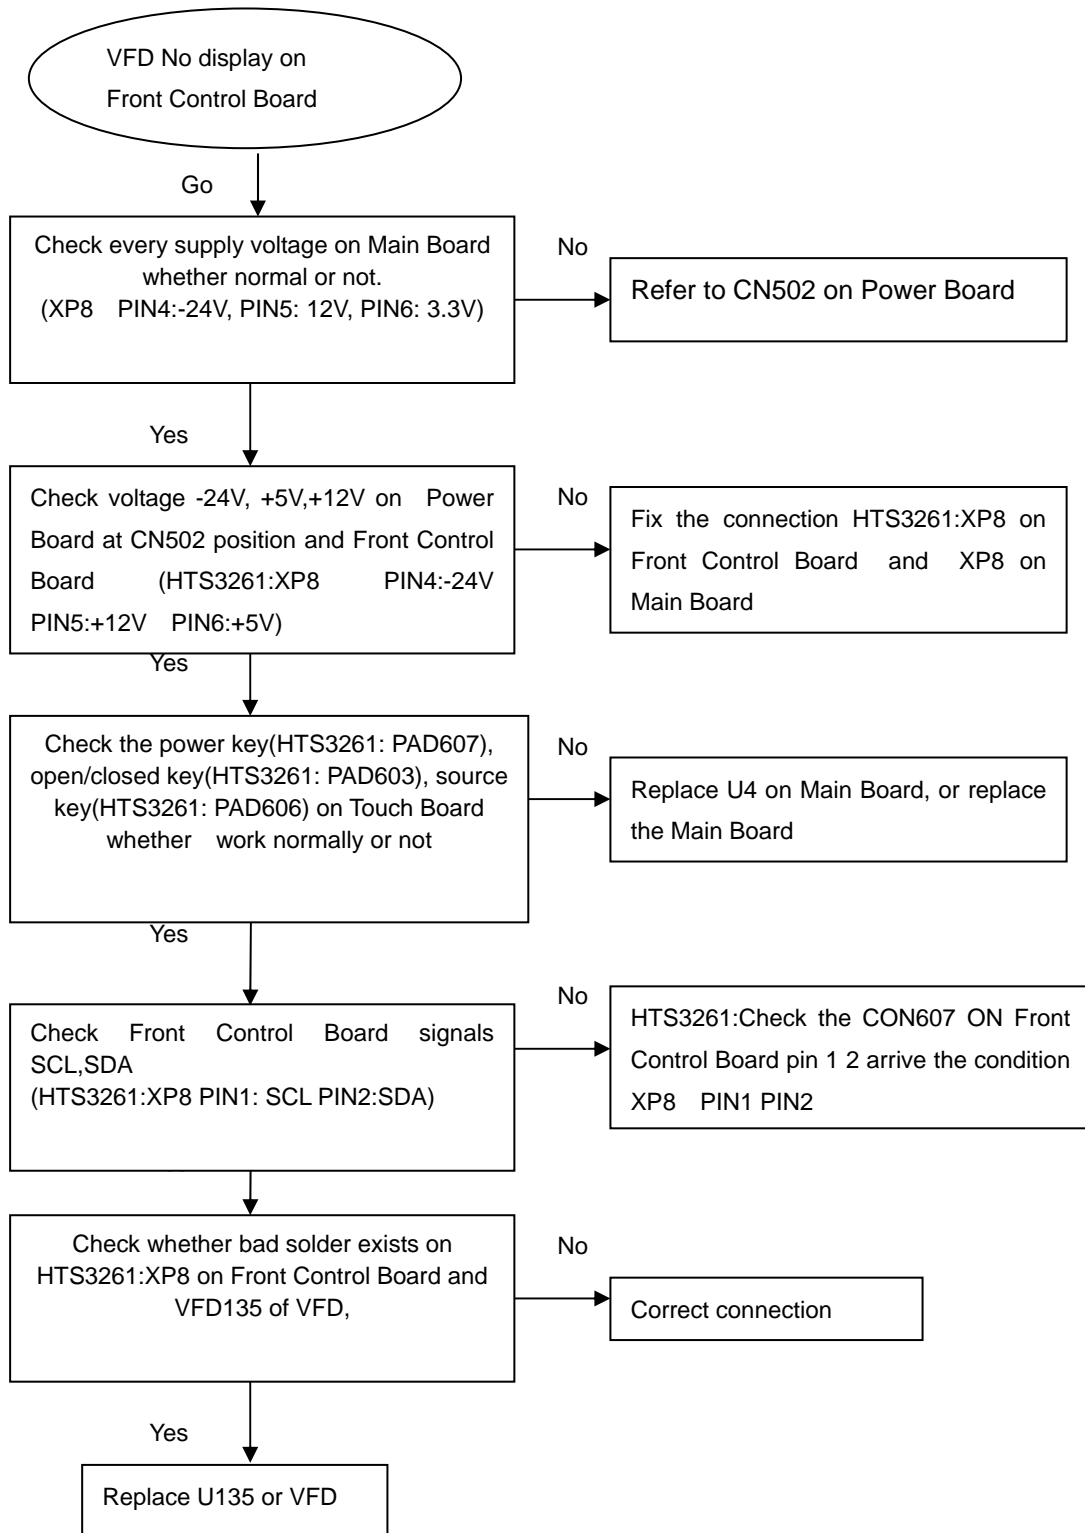 VFD No display on
Front Control Board
Go
Check every supply voltage on Main Board
whether normal or not.
(XP8 PIN4:-24V, PIN5: 12V, PIN6: 3.3V)
No
Refer to CN502 on Power Board
Yes
Check voltage -24V, +5V,+12V on Power
Board at CN502 position and Front Control
Board (HTS3261:XP8 PIN4:-24V
PIN5:+12V PIN6:+5V)
No
Fix the connection HTS3261:XP8 on
Front Control Board and XP8 on
Main Board
Yes
Check the power key(HTS3261: PAD607),
open/closed key(HTS3261: PAD603), source
key(HTS3261: PAD606) on Touch Board
whether work normally or not
No
Replace U4 on Main Board, or replace
the Main Board
Yes
Check Front Control Board signals
SCL,SDA
(HTS3261:XP8 PIN1: SCL PIN2:SDA)
No
HTS3261:Check the CON607 ON Front
Control Board pin 1 2 arrive the condition
XP8 PIN1 PIN2
Check whether bad solder exists on
HTS3261:XP8 on Front Control Board and
VFD135 of VFD,
No
Correct connection
Yes
Replace U135 or VFD